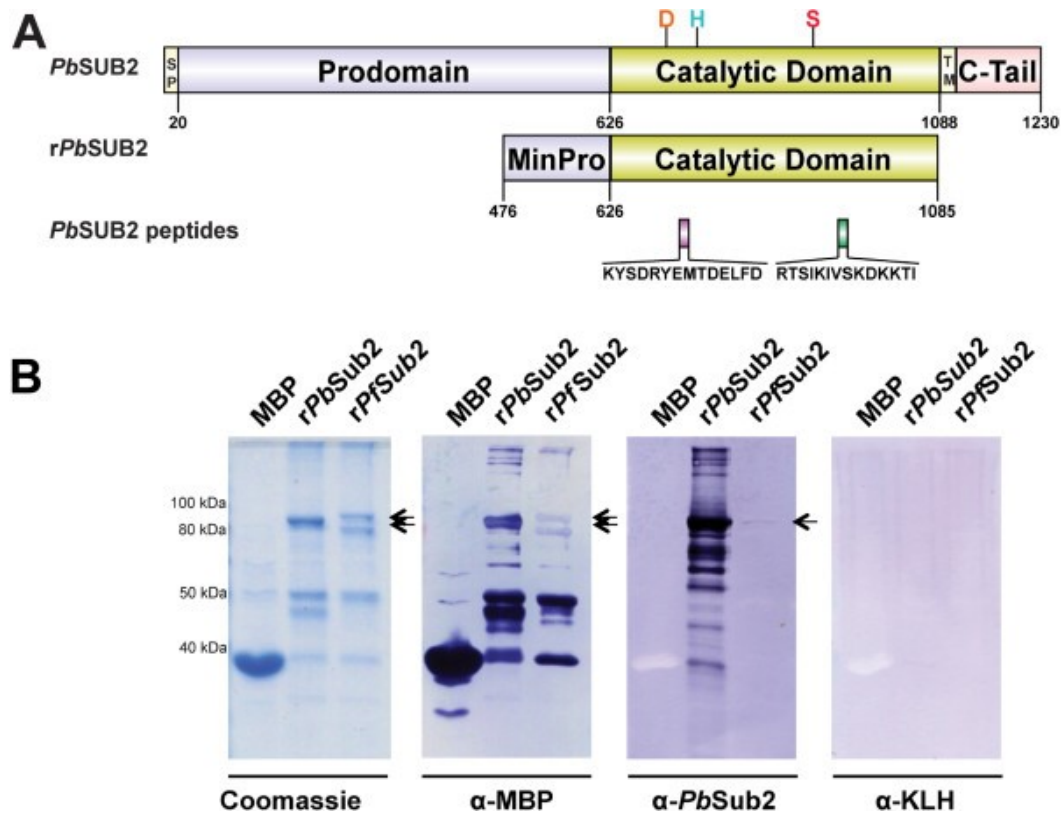 A
D H S
PbSUB2
SP Prodomain Catalytic Domain TM C-Tail
20 626 1088 1230
rPbSUB2
MinPro Catalytic Domain
476 626 1085
PbSUB2 peptides
KYSDRYEMTDELFD RTSIKIVSKDKKTI
B
MBP rPbSub2 rPfSub2 MBP rPbSub2 rPfSub2 MBP rPbSub2 rPfSub2 MBP rPbSub2 rPfSub2
100 kDa
80 kDa
50 kDa
40 kDa
Coomassie α-MBP α-PbSub2 α-KLH